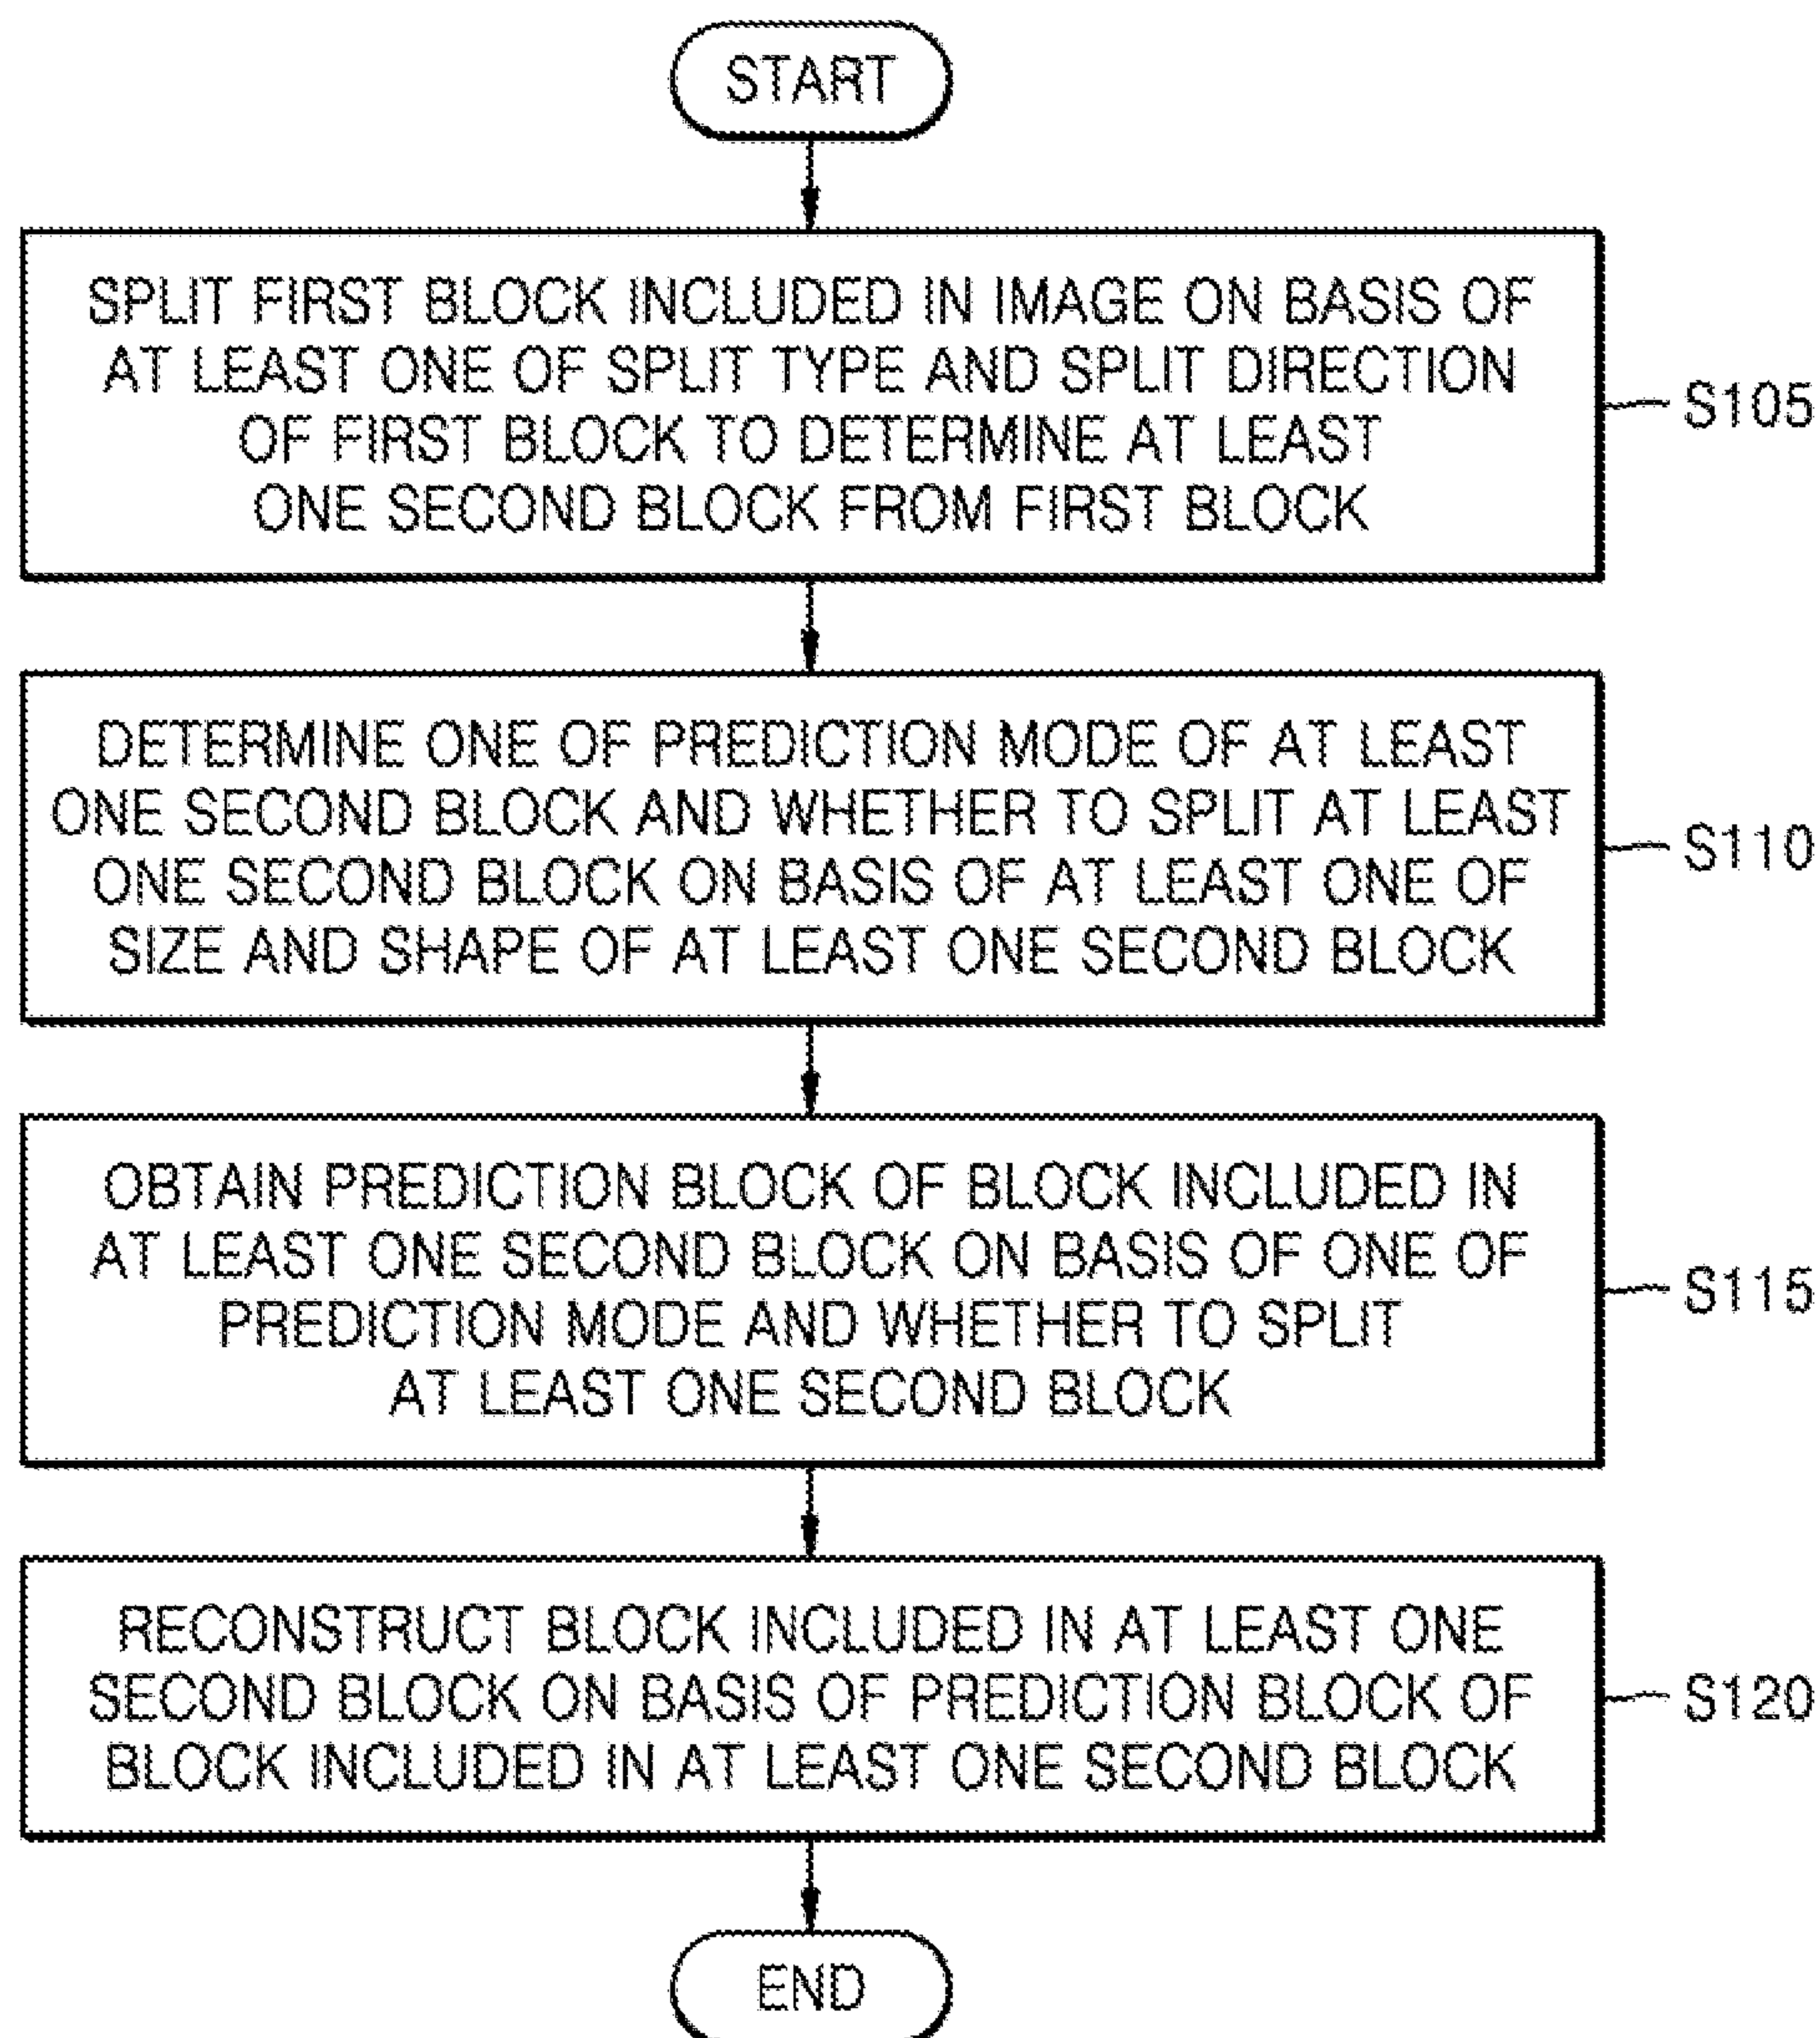 START
SPLIT FIRST BLOCK INCLUDED IN IMAGE ON BASIS OF
AT LEAST ONE OF SPLIT TYPE AND SPLIT DIRECTION
OF FIRST BLOCK TO DETERMINE AT LEAST
ONE SECOND BLOCK FROM FIRST BLOCK
S105
DETERMINE ONE OF PREDICTION MODE OF AT LEAST
ONE SECOND BLOCK AND WHETHER TO SPLIT AT LEAST
ONE SECOND BLOCK ON BASIS OF AT LEAST ONE OF
SIZE AND SHAPE OF AT LEAST ONE SECOND BLOCK
S110
OBTAIN PREDICTION BLOCK OF BLOCK INCLUDED IN
AT LEAST ONE SECOND BLOCK ON BASIS OF ONE OF
PREDICTION MODE AND WHETHER TO SPLIT
AT LEAST ONE SECOND BLOCK
S115
RECONSTRUCT BLOCK INCLUDED IN AT LEAST ONE
SECOND BLOCK ON BASIS OF PREDICTION BLOCK OF
BLOCK INCLUDED IN AT LEAST ONE SECOND BLOCK
S120
END